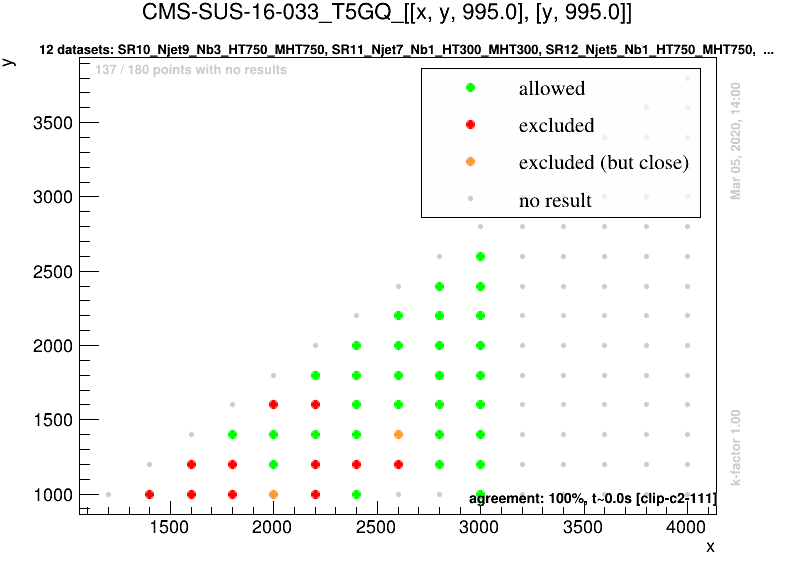 CMS-SUS-16-033_T5GQ_[[x, y, 995.0], [y, 995.0]]
12 datasets: SR10_Njet9_Nb3_HT750_MHT750, SR11_Njet7_Nb1_HT300_MHT300, SR12_Njet5_Nb1_HT750_MHT750, ...
y
137 / 180 points with no results
allowed
excluded
excluded (but close)
no result
Mar 05, 2020, 14:00
3500
3000
2500
2000
1500
1000
k-factor 1.00
agreement: 100%, t~0.0s [clip-c2-111]
1500 2000 2500 3000 3500 4000
x